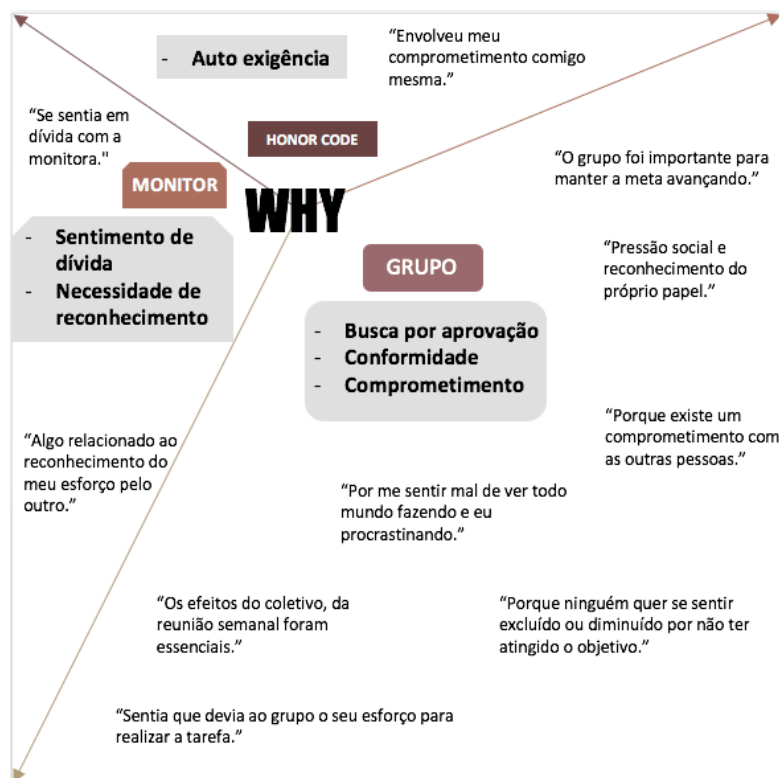 - Auto exigência
“Envolveu meu
comprometimento comigo
mesma.”
HONOR CODE
“Se sentia em
dívida com a
monitora."
MONITOR
WHY
- Sentimento de
dívida
- Necessidade de
reconhecimento
“O grupo foi importante para
manter a meta avançando.”
GRUPO
“Pressão social e
reconhecimento do
próprio papel.”
- Busca por aprovação
- Conformidade
- Comprometimento
“Algo relacionado ao
reconhecimento do
meu esforço pelo
outro.”
“Porque existe um
comprometimento com
as outras pessoas.”
“Por me sentir mal de ver todo
mundo fazendo e eu
procrastinando.”
“Os efeitos do coletivo, da
reunião semanal foram
essenciais.”
“Porque ninguém quer se sentir
excluído ou diminuído por não ter
atingido o objetivo.”
“Sentia que devia ao grupo o seu esforço para
realizar a tarefa.”